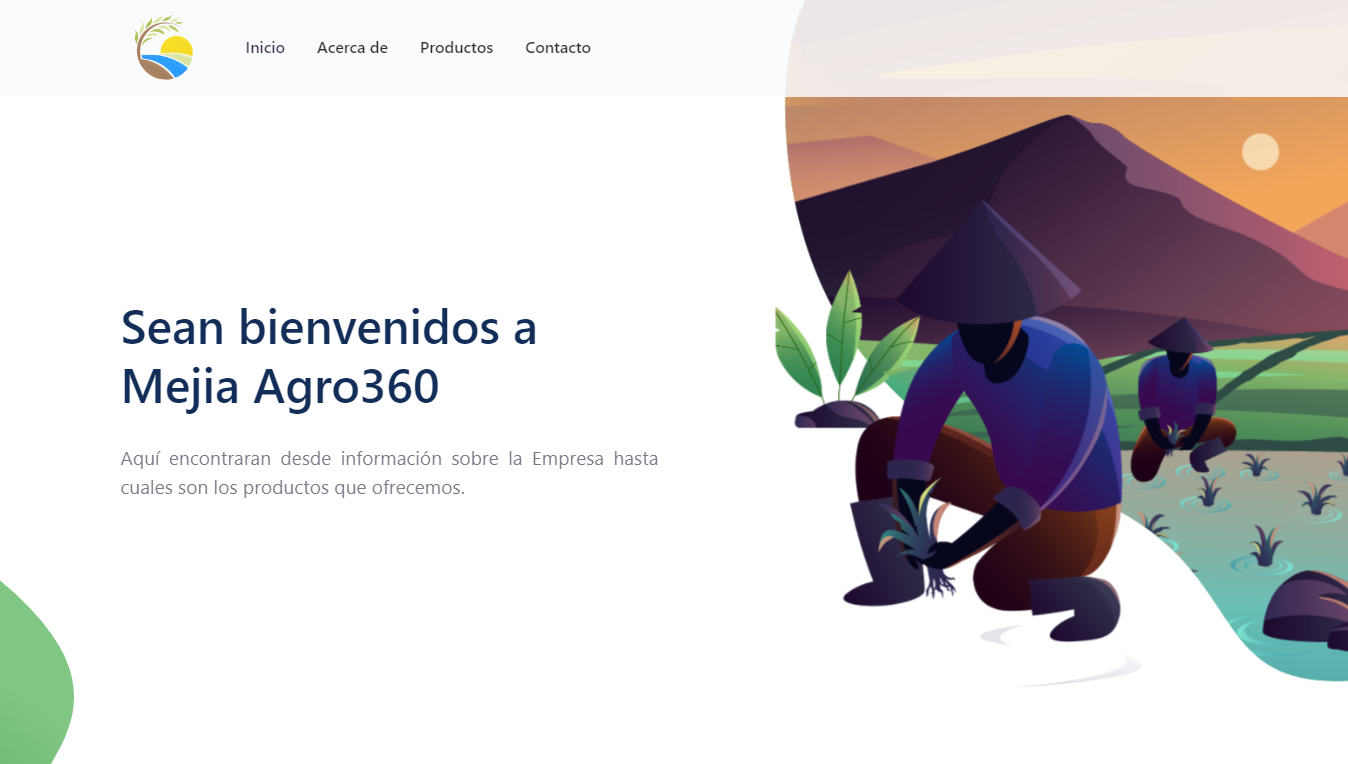 Inicio Acerca de Productos Contacto
Sean bienvenidos a
Mejia Agro360
Aquí encontraran desde información sobre la Empresa hasta
cuales son los productos que ofrecemos.